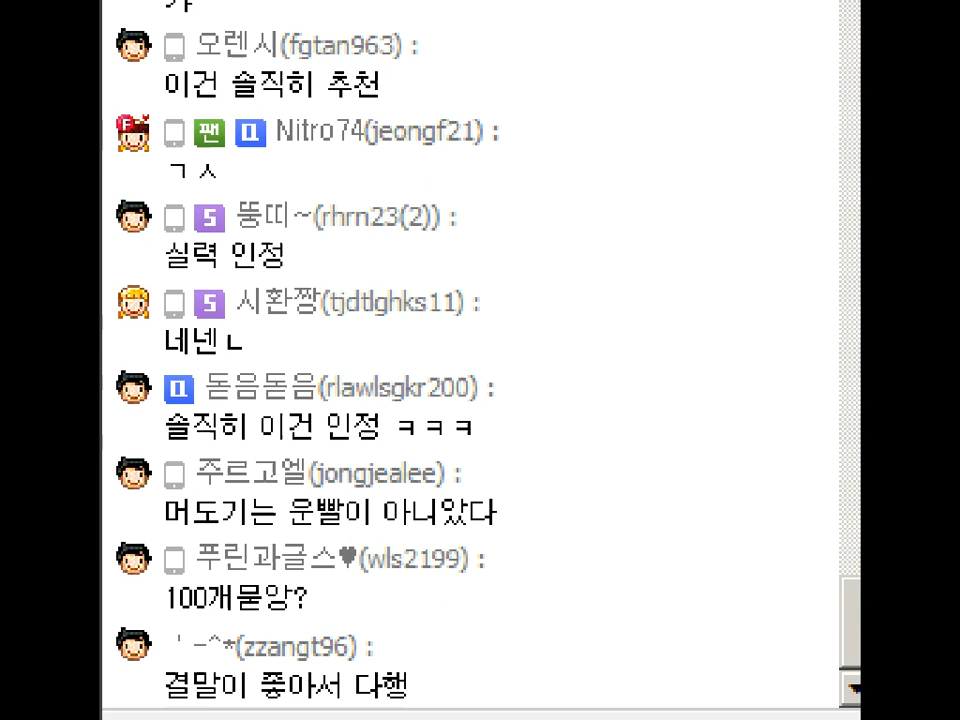 오렌시(fgtan963) :
이건 솔직히 추천
F 팬 Nitro74(jeongf21) :
ㄱㅅ
S 뚱띠~(rhrn23(2)) :
실력 인정
S 시환짱(tjdtlghks11) :
네넨ㄴ
돋음돋음(rlawlsgkr200) :
솔직히 이건 인정 ㅋㅋㅋ
주르고엘(jongjealee) :
머도기는 운빨이 아니았다
푸린과글스♥(wls2199) :
100개묻앙?
'-^*(zzangt96) :
결말이 좋아서 다행